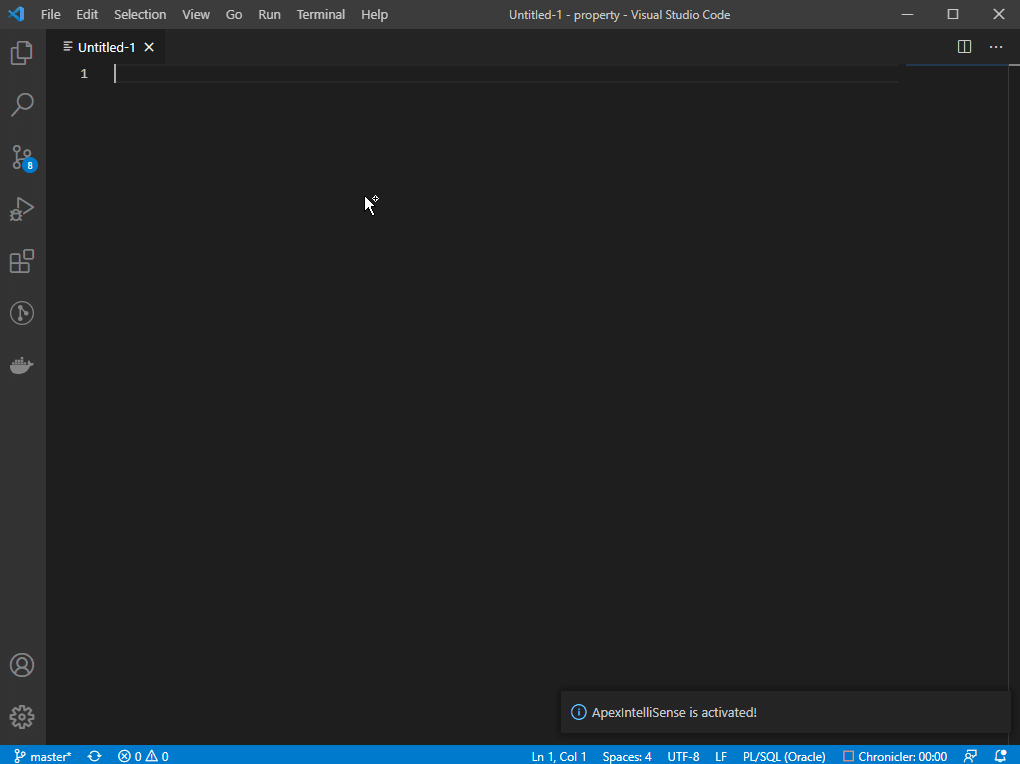 File Edit Selection View Go Run Terminal Help Untitled-1 - property - Visual Studio Code
Untitled-1
1
8
ApexIntelliSense is activated!
master* 0 0 Ln 1, Col 1 Spaces: 4 UTF-8 LF PL/SQL (Oracle) Chronicler: 00:00